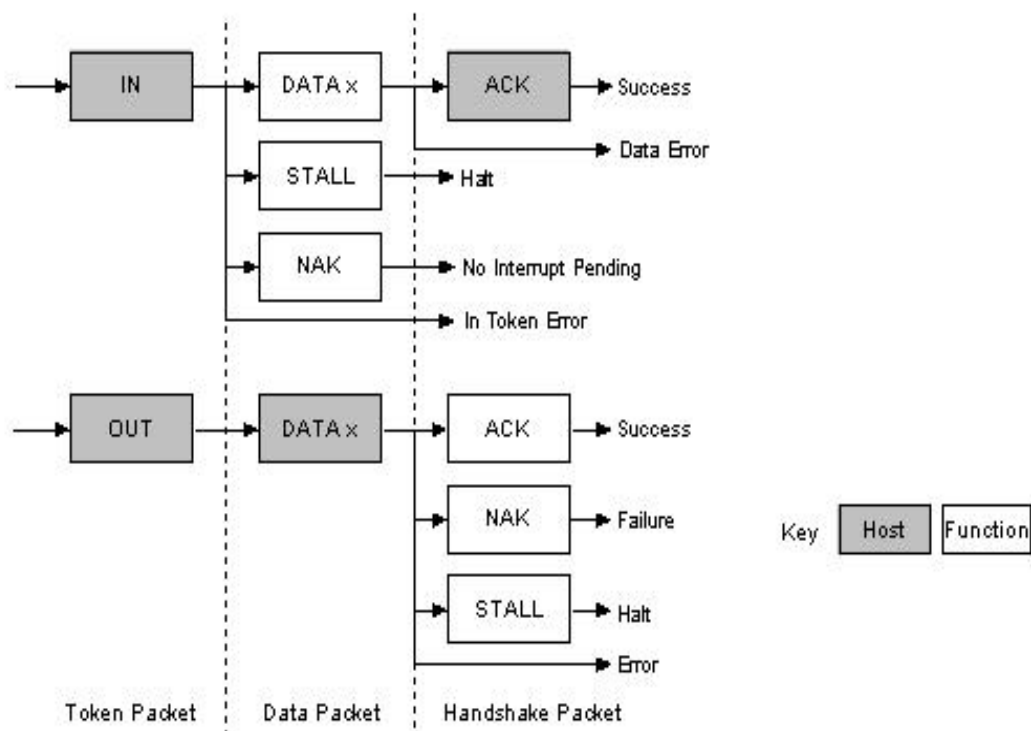 IN
DATA x
ACK
Success
Data Error
STALL
Halt
NAK
No Interrupt Pending
In Token Error
OUT
DATA x
ACK
Success
NAK
Failure
STALL
Halt
Error
Key
Host
Function
Token Packet
Data Packet
Handshake Packet